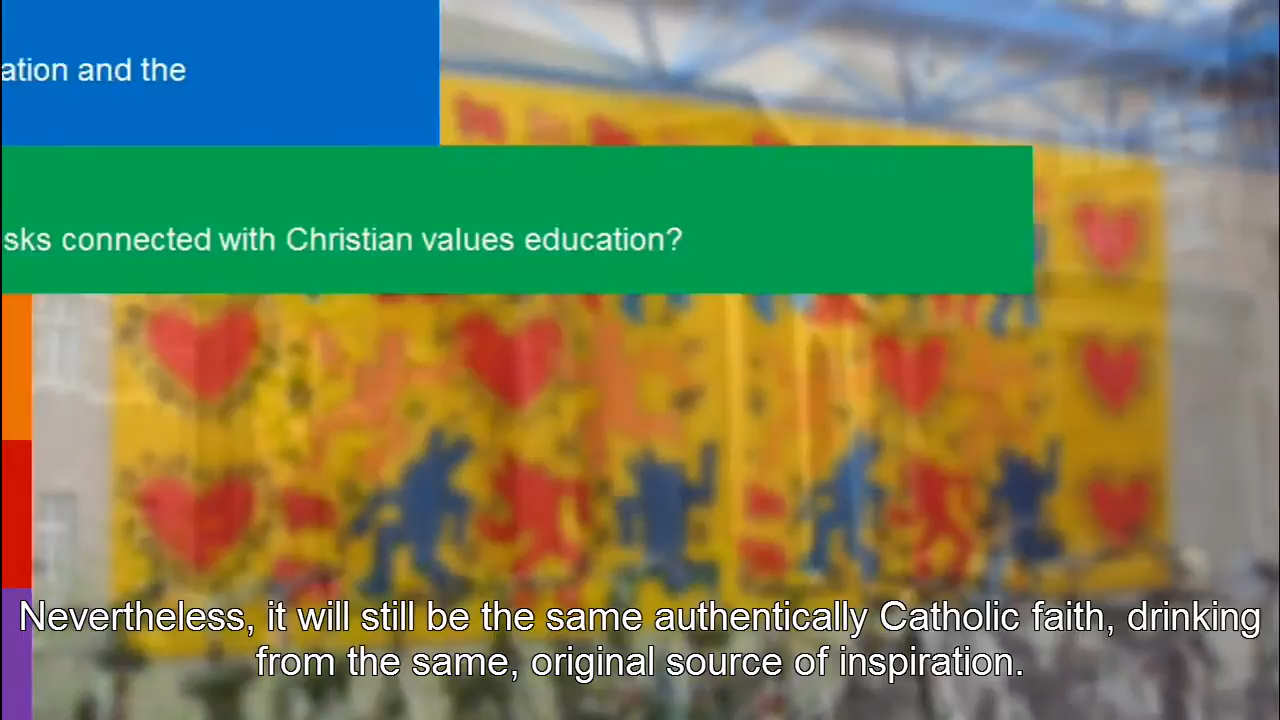 ation and the
sks connected with Christian values education?
Nevertheless, it will still be the same authentically Catholic faith, drinking
from the same, original source of inspiration.